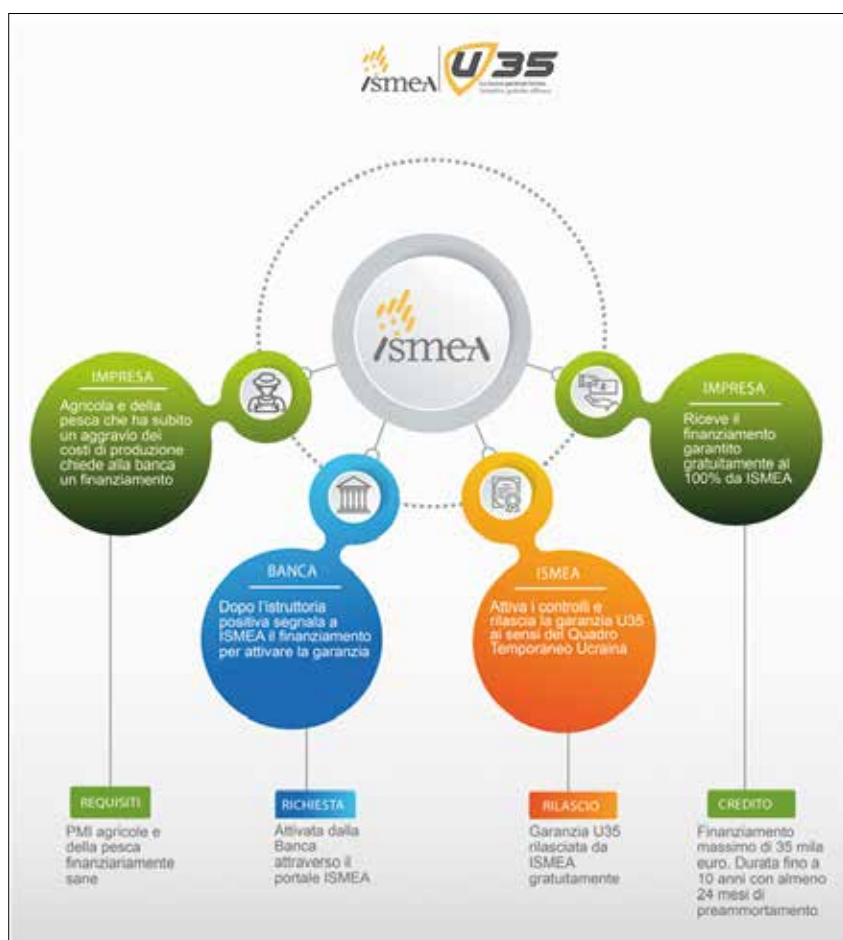 ISMEA
U35
ISMEA
IMPRESA
Agricola e della
pesca che ha subito
un aggravio dei
costi di produzione
chiede alla banca
un finanziamento
BANCA
Dopo l'istruttoria
positiva segnala a
ISMEA il finanziamento
per attivare la garanzia
ISMEA
Attiva i controlli e
rilascia la garanzia U35
ai sensi del Quadro
Temporaneo Ucraina
IMPRESA
Riceve il
finanziamento
garantito
gratuitamente al
100% da ISMEA
REQUISITI
PMI agricole e
della pesca
finanziariamente
sane
RICHIESTA
Attivata dalla
Banca
attraverso il
portale ISMEA
RILASCIO
Garanzia U35
rilasciata da
ISMEA
gratuitamente
CREDITO
Finanziamento
massimo di 35 mila
euro. Durata fino a
10 anni con almeno
24 mesi di
preammortamento